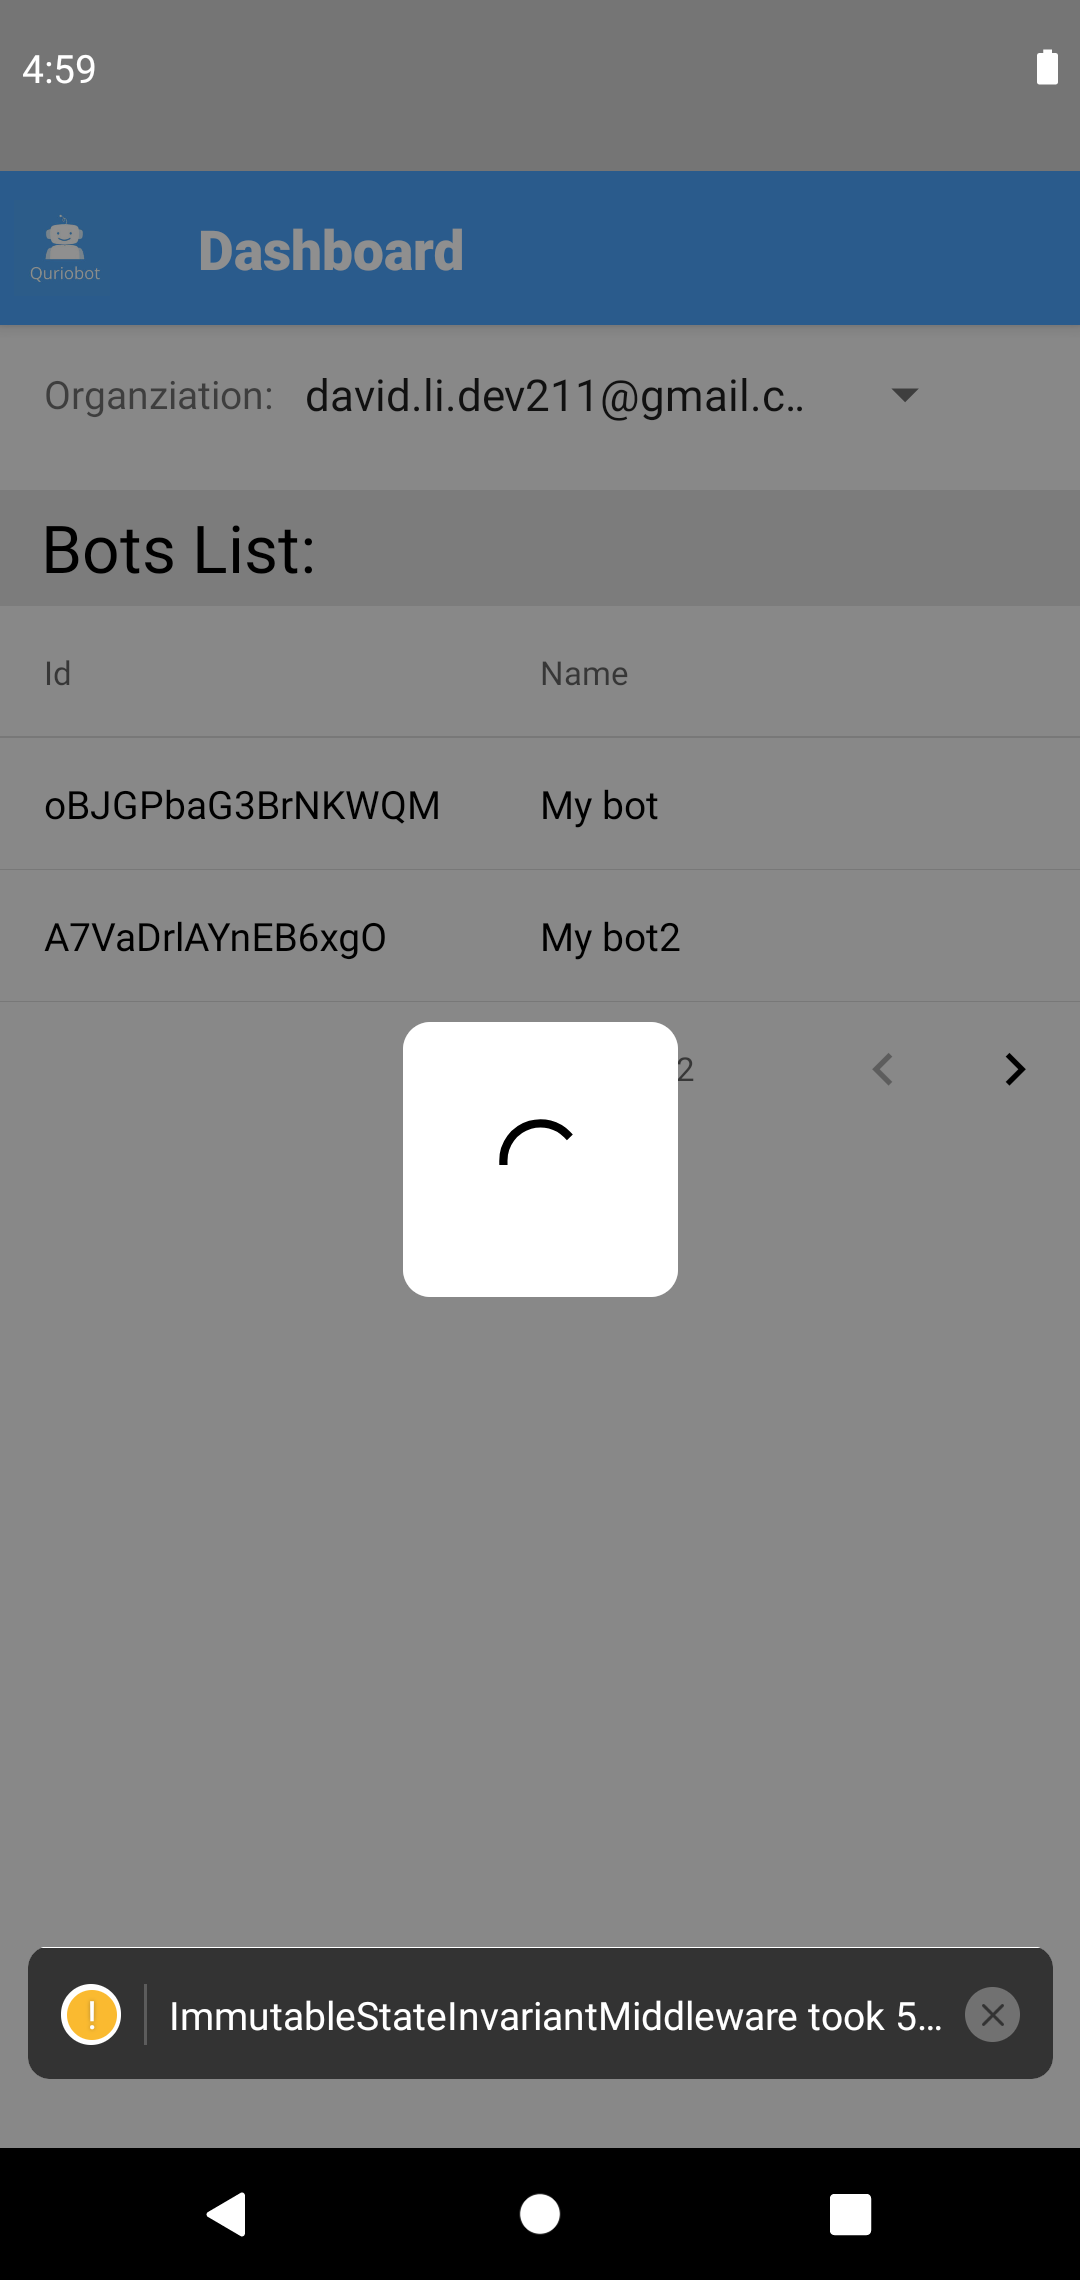 4:59
Quriobot
Dashboard
Organziation:
david.li.dev211@gmail.c…
Bots List:
Id
Name
oBJGPbaG3BrNKWQM
My bot
A7VaDrlAYnEB6xgO
My bot2
2
ImmutableStateInvariantMiddleware took 5…